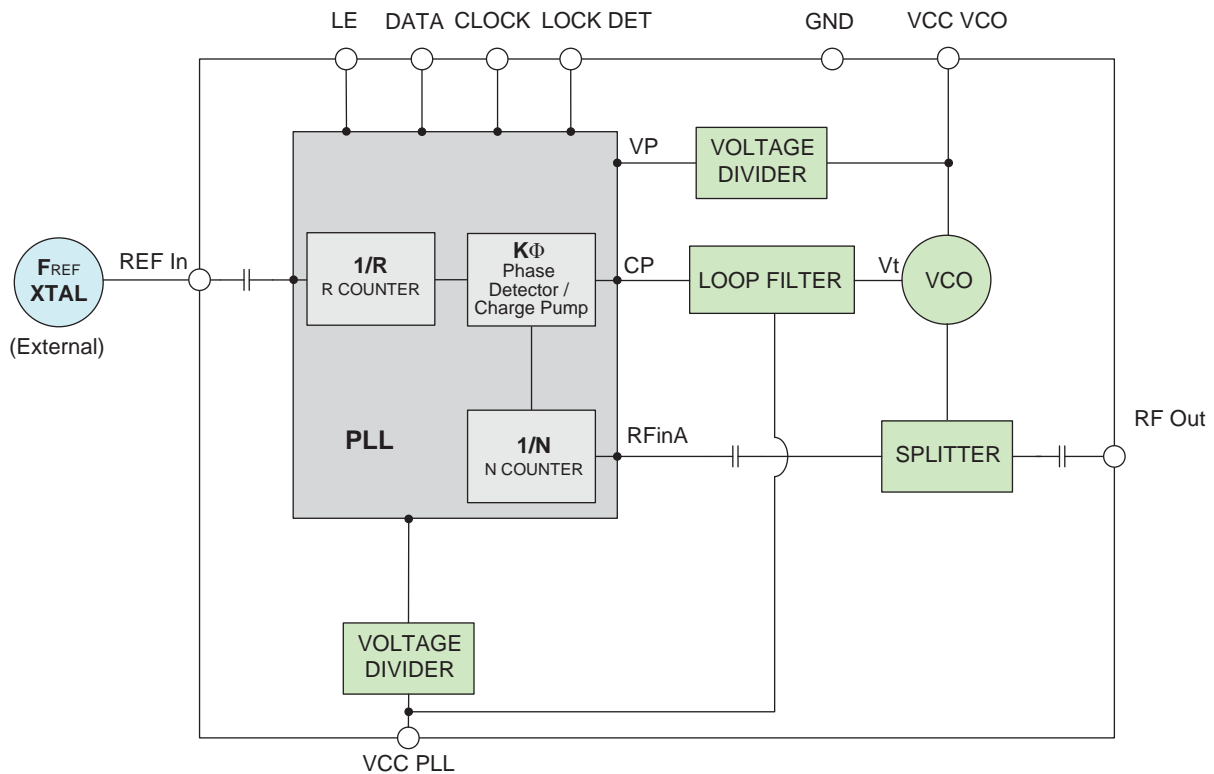 LE
DATA
CLOCK
LOCK DET
GND
VCC VCO
VP
VOLTAGE
DIVIDER
FREF
XTAL
(External)
REF In
1/R
R COUNTER
KΦ
Phase
Detector /
Charge Pump
CP
LOOP FILTER
Vt
VCO
PLL
1/N
N COUNTER
RFinA
SPLITTER
RF Out
VOLTAGE
DIVIDER
VCC PLL